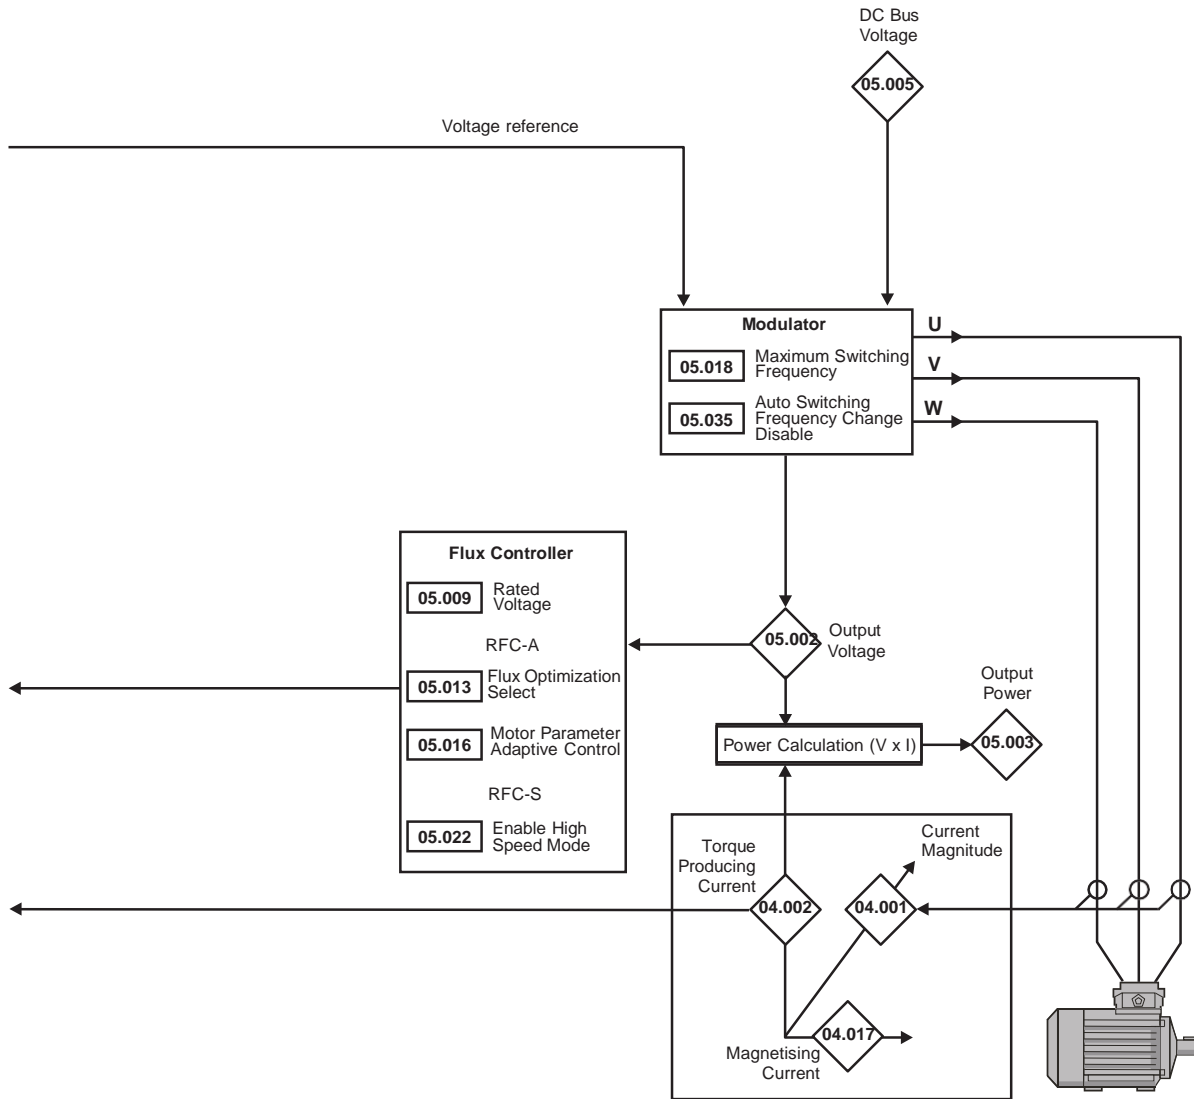 DC Bus
Voltage
05.005
Voltage reference
Modulator
05.018
Maximum Switching
Frequency
05.035
Auto Switching
Frequency Change
Disable
U
V
W
Flux Controller
05.009
Rated
Voltage
RFC-A
05.013
Flux Optimization
Select
05.016
Motor Parameter
Adaptive Control
RFC-S
05.022
Enable High
Speed Mode
05.002
Output
Voltage
Output
Power
05.003
Power Calculation (V x I)
Torque
Producing
Current
04.002
Current
Magnitude
04.001
04.017
Magnetising
Current